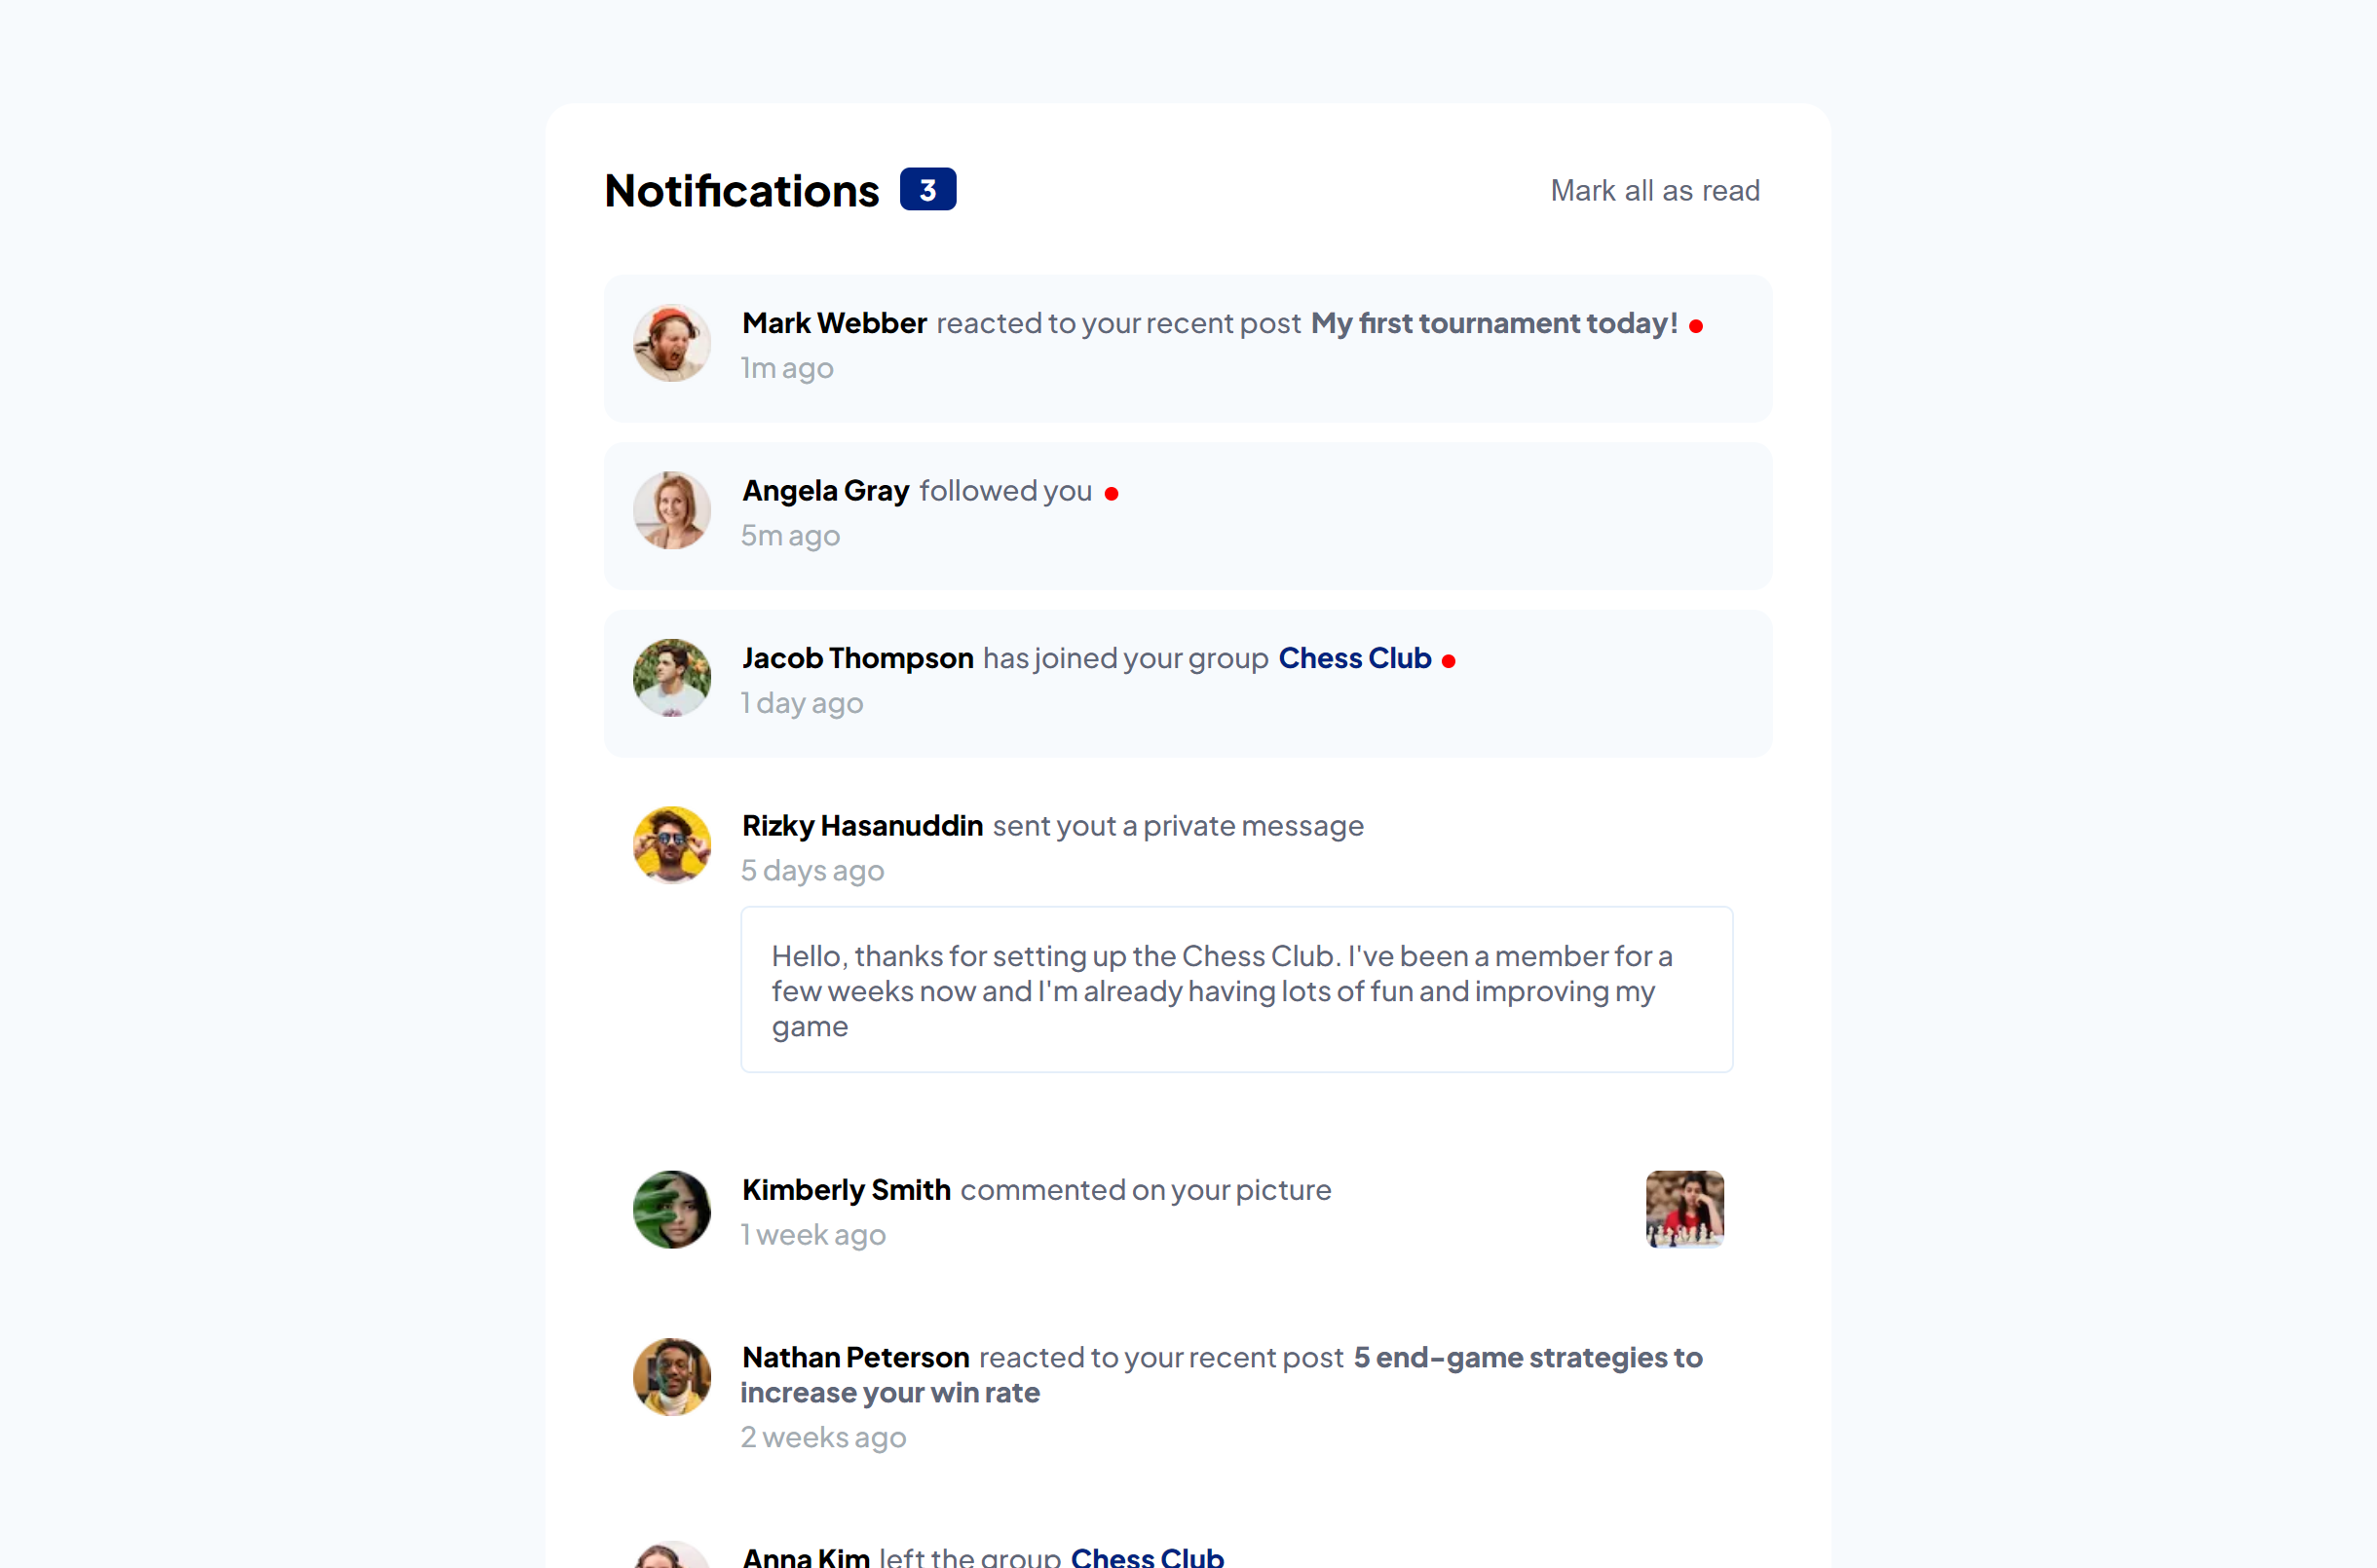 Notifications 3
Mark all as read
Mark Webber reacted to your recent post My first tournament today!
1m ago
Angela Gray followed you
5m ago
Jacob Thompson has joined your group Chess Club
1 day ago
Rizky Hasanuddin sent yout a private message
5 days ago
Hello, thanks for setting up the Chess Club. I've been a member for a
few weeks now and I'm already having lots of fun and improving my
game
Kimberly Smith commented on your picture
1 week ago
Nathan Peterson reacted to your recent post 5 end-game strategies to
increase your win rate
2 weeks ago
Anna Kim left the group Chess Club